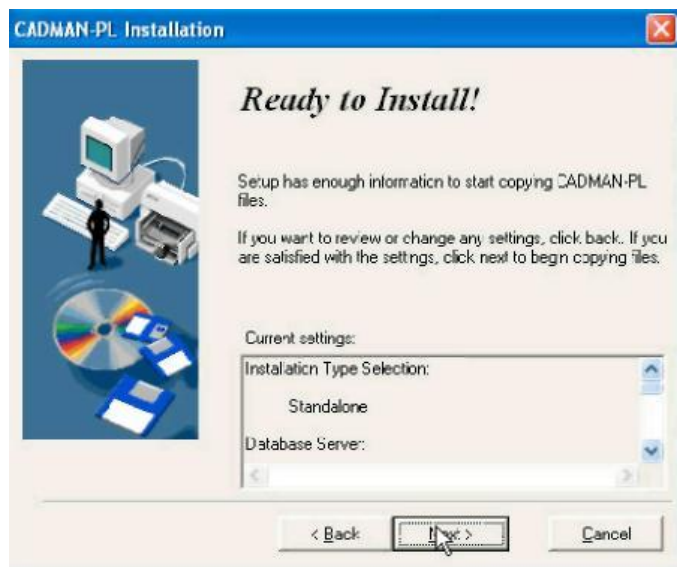 CADMAN-PL Installation
Ready to Install!
Setup has enough information to start copying CADMAN-PL
files.
If you want to review or change any settings, click back. If you
are satisfied with the settings, click next to begin copying files.
Current settings:
Installation Type Selection:
Standalone
Database Server:
< Back
Next >
Cancel